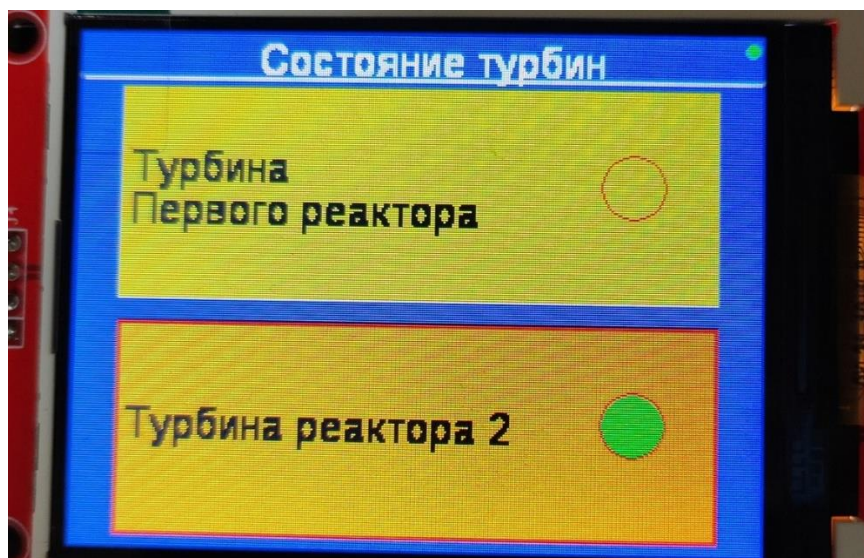 Состояние турбин
Турбина
Первого реактора
Турбина реактора 2